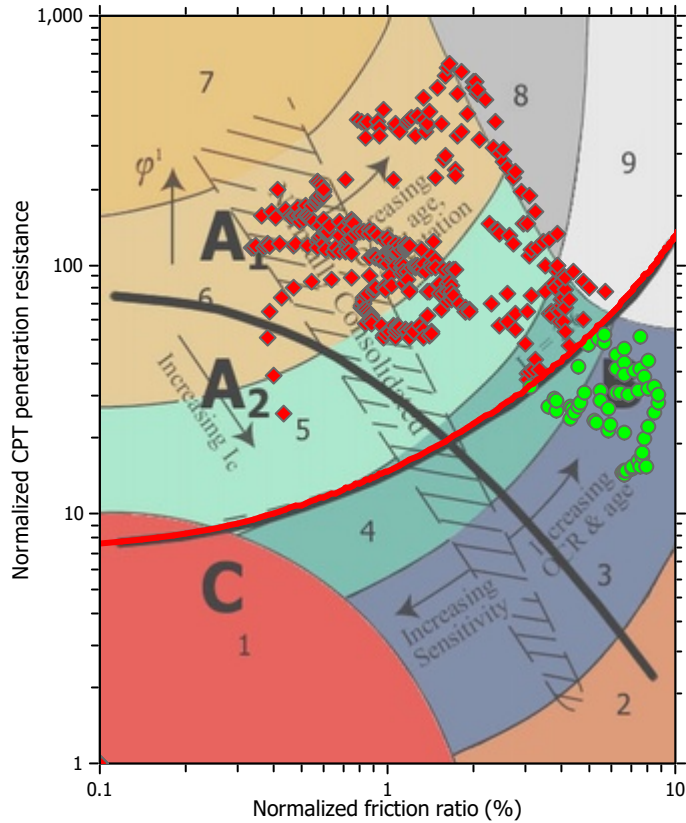 1,000
7
8
9
φ¹
Increasing
age,
A₁
Consolidated
100
Normalized CPT penetration resistance
6
A₂
Increasing Ic
5
10
4
Increasing
OCR & age
3
C
Increasing
Sensitivity
1
2
1
0.1
1
10
Normalized friction ratio (%)